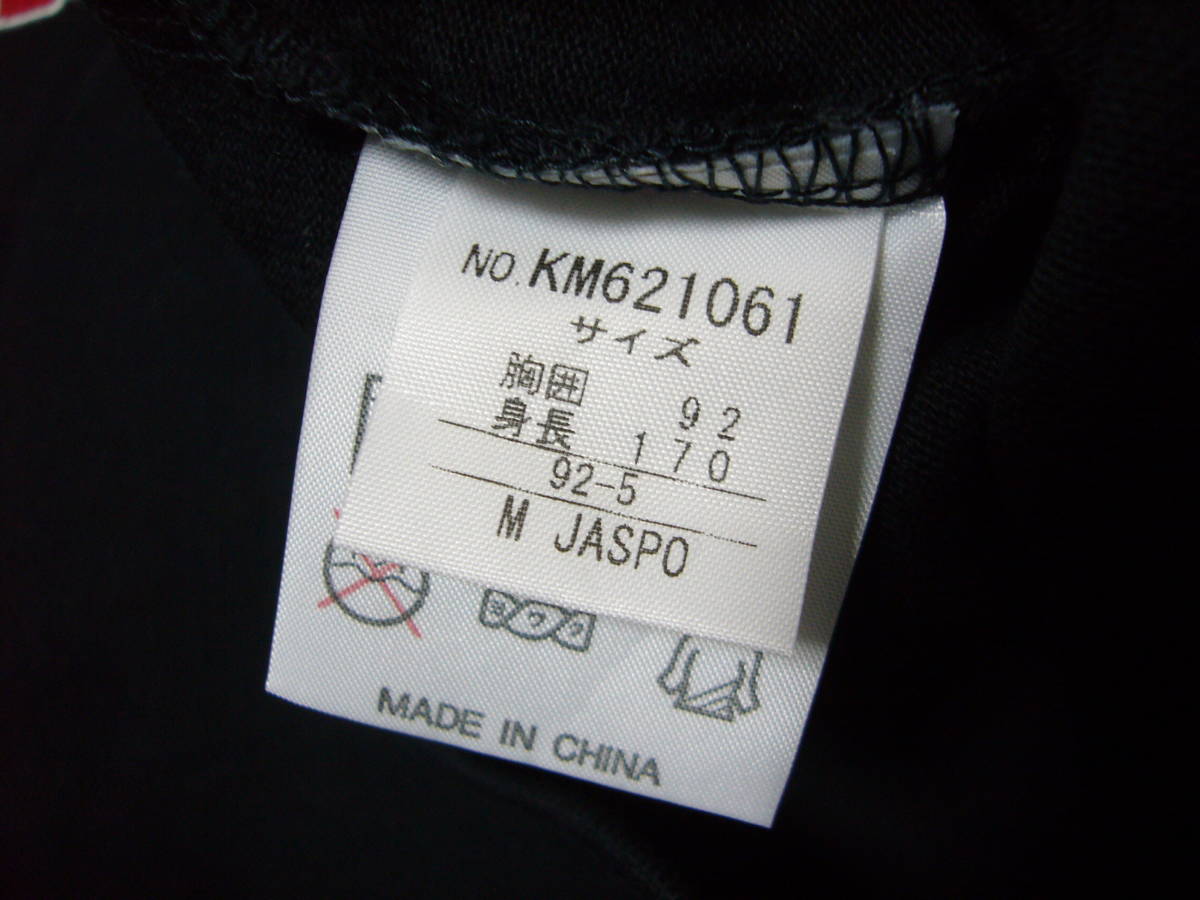 NO. KM621061
サイズ
胸囲 92
身長 170
92-5
M JASPO
ヨワク
MADE IN CHINA